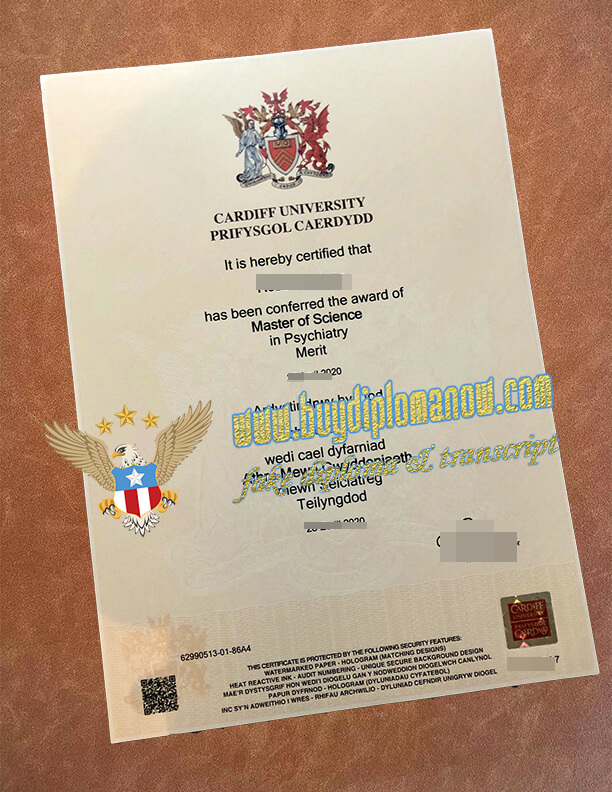 CARDIFF UNIVERSITY
PRIFYSGOL CAERDYDD
It is hereby certified that
has been conferred the award of
Master of Science
in Psychiatry
Merit
2020
www.buydiplomanow.com
wedi cael dyfarniad
fake diploma & transcript
Teilyngdod
2020
CARDIFF
UNIVERSITY
PRIFYSGOL
CAERDYDD
62990513-01-86A4
7
THIS CERTIFICATE IS PROTECTED BY THE FOLLOWING SECURITY FEATURES:
WATERMARKED PAPER - HOLOGRAM (MATCHING DESIGNS)
HEAT REACTIVE INK - AUDIT NUMBERING - UNIQUE SECURE BACKGROUND DESIGN
MAE'R DYSTYSGRIF HON WEDI'I DIOGELU GAN Y NODWEDDION DIOGELWCH CANLYNOL
PAPUR DYFRNOD - HOLOGRAM (DYLUNIADAU CYFATEBOL)
INC SY'N ADWEITHIO I WRES - RHIFAU ARCHWILIO - DYLUNIAD CEFNDIR UNIGRYW DIOGEL